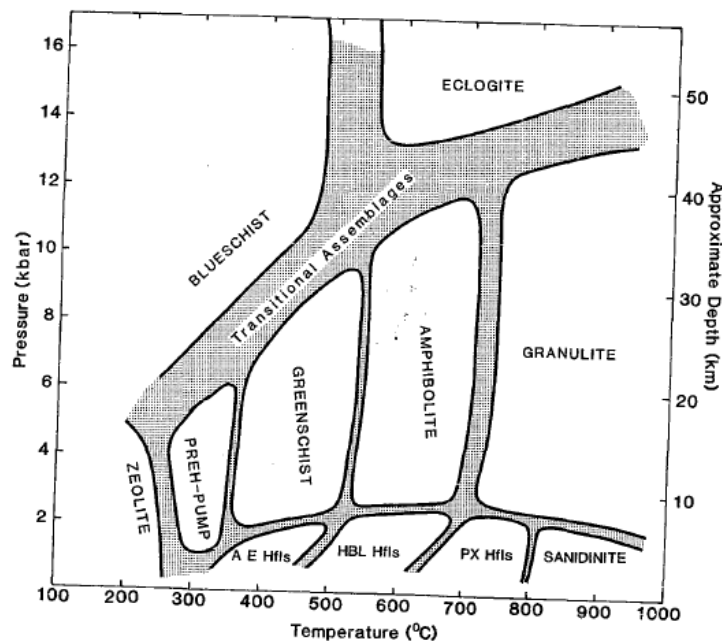 16
14
12
10
8
6
4
2
Pressure (kbar)
50
40
30
20
10
Approximate Depth (km)
ECLOGITE
BLUESCHIST
Transitional Assemblages
GRANULITE
AMPHIBOLITE
GREENSCHIST
PREH-PUMP
ZEOLITE
A E Hfls
HBL Hfls
PX Hfls
SANIDINITE
100
200
300
400
500
600
700
800
900
1000
Temperature (⁰C)